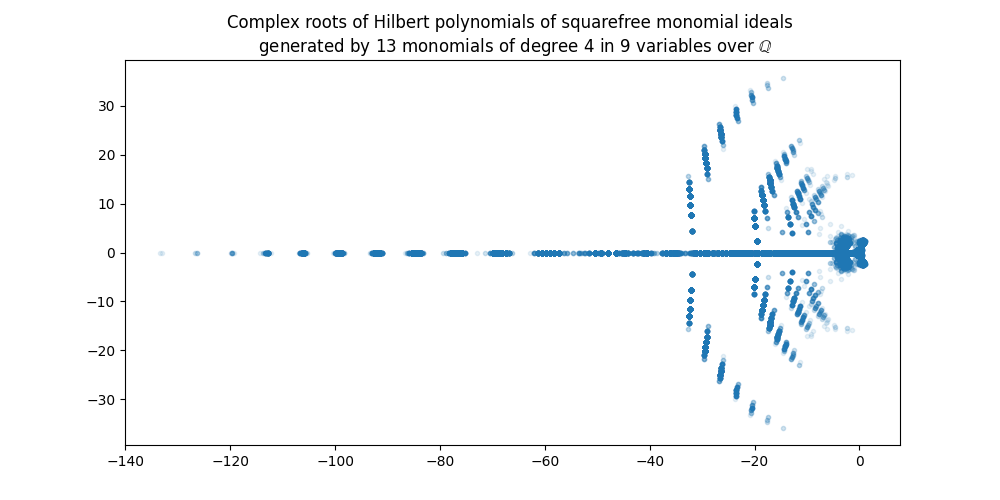 Complex roots of Hilbert polynomials of squarefree monomial ideals
generated by 13 monomials of degree 4 in 9 variables over ℚ
30
20
10
0
−10
−20
−30
−140 −120 −100 −80 −60 −40 −20 0